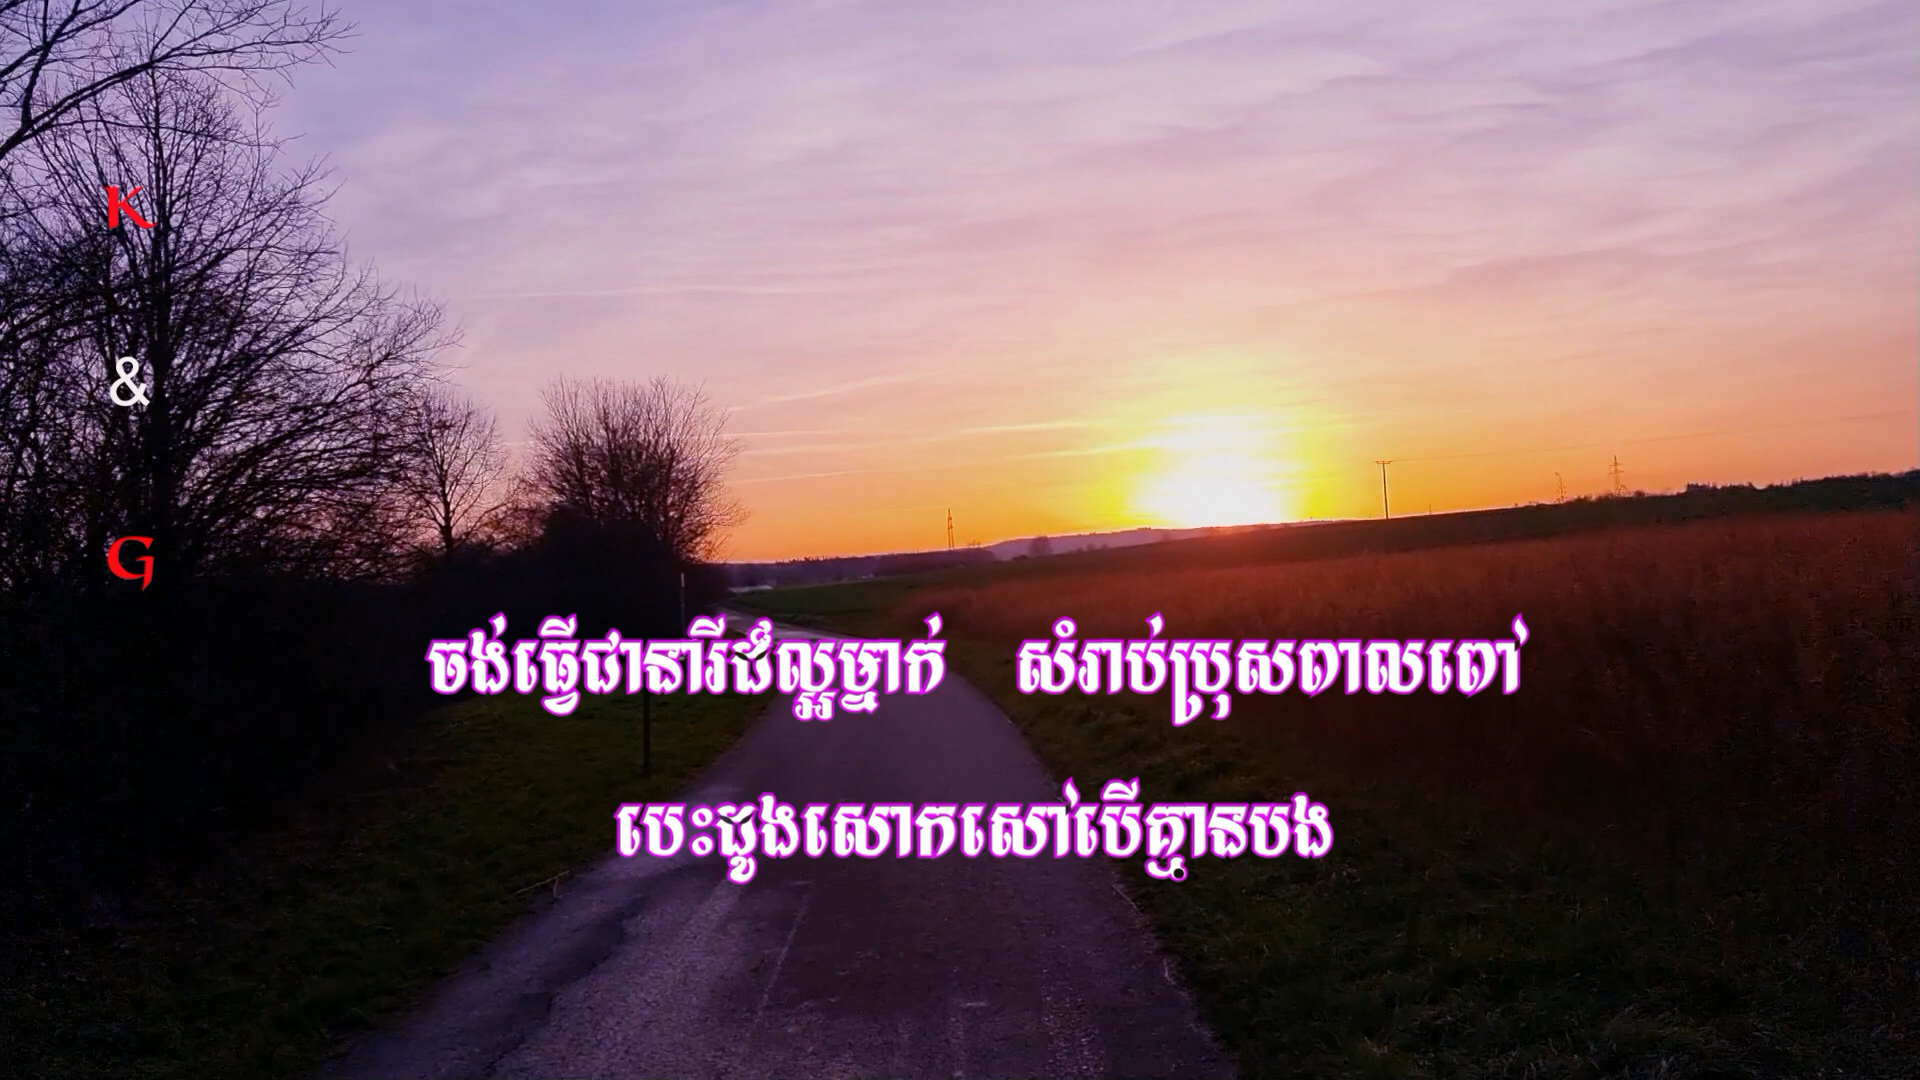 K
&
G
ចង់ធ្វើជានារីដ៏ល្អម្នាក់ សំរាប់ប្រុសពាលពៅ
បេះដូងសោកសៅបើគ្មានបង